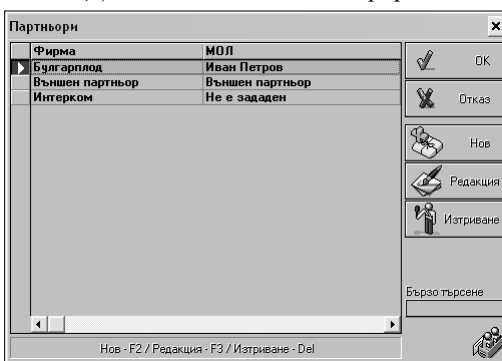 Партньори
Фирма МОЛ
Булгарплод Иван Петров
Външен партньор Външен партньор
Интерком Не е зададен
OK
Отказ
Нов
Редакция
Изтриване
Бързо търсене
Нов - F2 / Редакция - F3 / Изтриване - Del